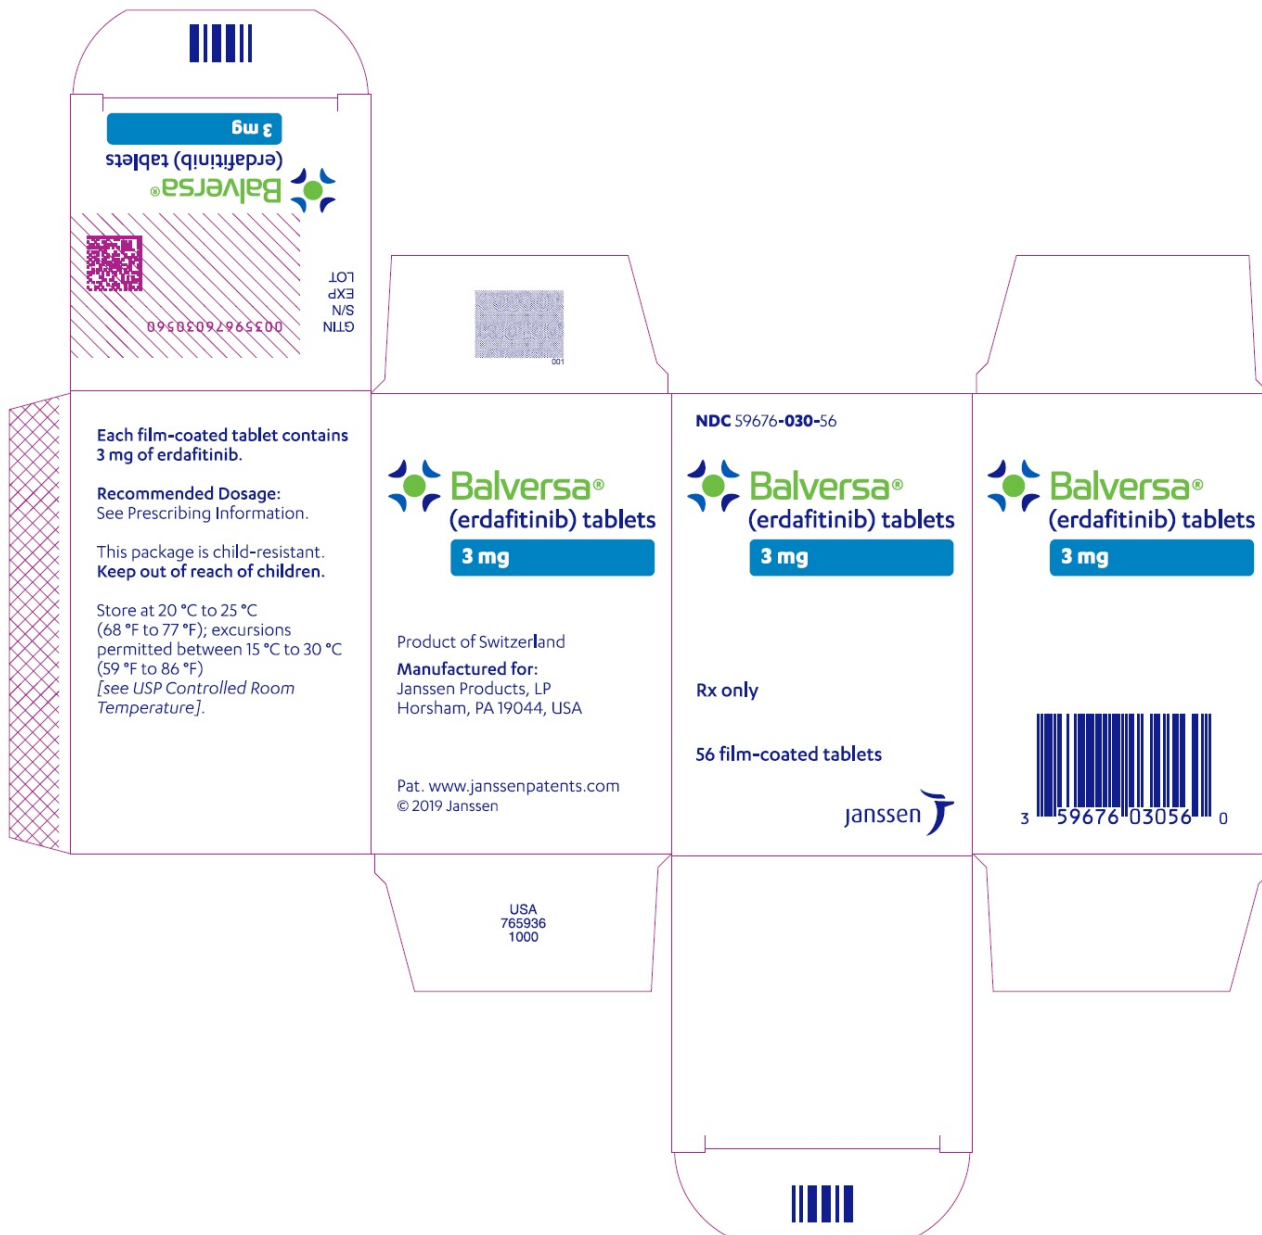 3 mg
(erdafitinib) tablets
Balversa®
LOT
EXP
S/N
GTIN
00359676030560
001
Each film-coated tablet contains
3 mg of erdafitinib.
Recommended Dosage:
See Prescribing Information.
This package is child-resistant.
Keep out of reach of children.
Store at 20 °C to 25 °C
(68 °F to 77 °F); excursions
permitted between 15 °C to 30 °C
(59 °F to 86 °F)
[see USP Controlled Room
Temperature].
Balversa®
(erdafitinib) tablets
3 mg
Product of Switzerland
Manufactured for:
Janssen Products, LP
Horsham, PA 19044, USA
Pat. www.janssenpatents.com
© 2019 Janssen
USA
765936
1000
NDC 59676-030-56
Balversa®
(erdafitinib) tablets
3 mg
Rx only
56 film-coated tablets
janssen
Balversa®
(erdafitinib) tablets
3 mg
3 59676 03056 0